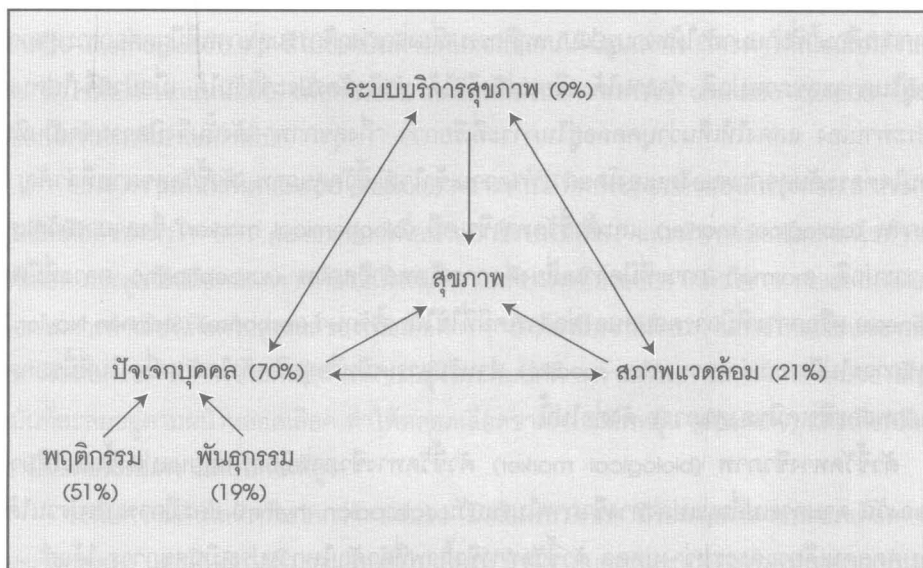 ระบบบริการสุขภาพ (9%)
สุขภาพ
ปัจเจกบุคคล (70%)
สภาพแวดล้อม (21%)
พฤติกรรม
(51%)
พันธุกรรม
(19%)